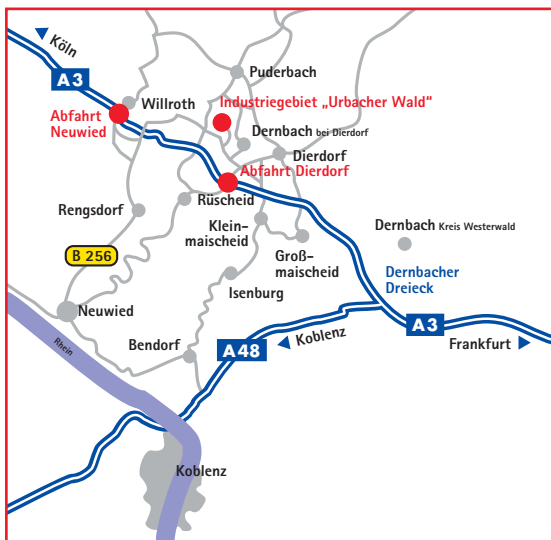 Köln
A3
Puderbach
Willroth
Industriegebiet „Urbacher Wald“
Abfahrt
Neuwied
Dernbach bei Dierdorf
Dierdorf
Abfahrt Dierdorf
Rüscheid
Rengsdorf
Klein-
maischeid
Dernbach Kreis Westerwald
Groß-
maischeid
B 256
Dernbacher
Dreieck
Isenburg
Neuwied
A3
Koblenz
Bendorf
A48
Frankfurt
Rhein
Koblenz